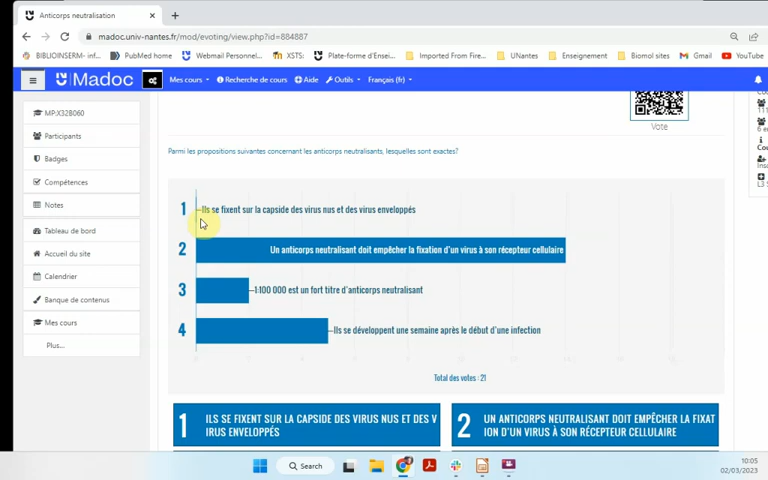 Anticorps neutralisation
madoc.univ-nantes.fr/mod/evoting/view.php?id=884887
BIBLIOINSERM- inf...
PubMed home
Webmail Personnel...
XSTS:
Plate-forme d'Ensei...
Imported From Fire...
UNantes
Enseignement
Biomol sites
Gmail
YouTube
Madoc
Mes cours
Recherche de cours
Aide
Outils
Français (fr)
MP:X32B060
Participants
Badges
Compétences
Notes
Tableau de bord
Accueil du site
Calendrier
Banque de contenus
Mes cours
Plus...
Vote
Parmi les propositions suivantes concernant les anticorps neutralisants, lesquelles sont exactes?
1 Ils se fixent sur la capside des virus nus et des virus enveloppés
2 Un anticorps neutralisant doit empêcher la fixation d'un virus à son récepteur cellulaire
3 1:100 000 est un fort titre d'anticorps neutralisant
4 Ils se développent une semaine après le début d'une infection
Total des votes : 21
1 ILS SE FIXENT SUR LA CAPSIDE DES VIRUS NUS ET DES V
IRUS ENVELOPPÉS
2 UN ANTICORPS NEUTRALISANT DOIT EMPÊCHER LA FIXAT
ION D'UN VIRUS À SON RÉCEPTEUR CELLULAIRE
Search
10:05
02/03/2023